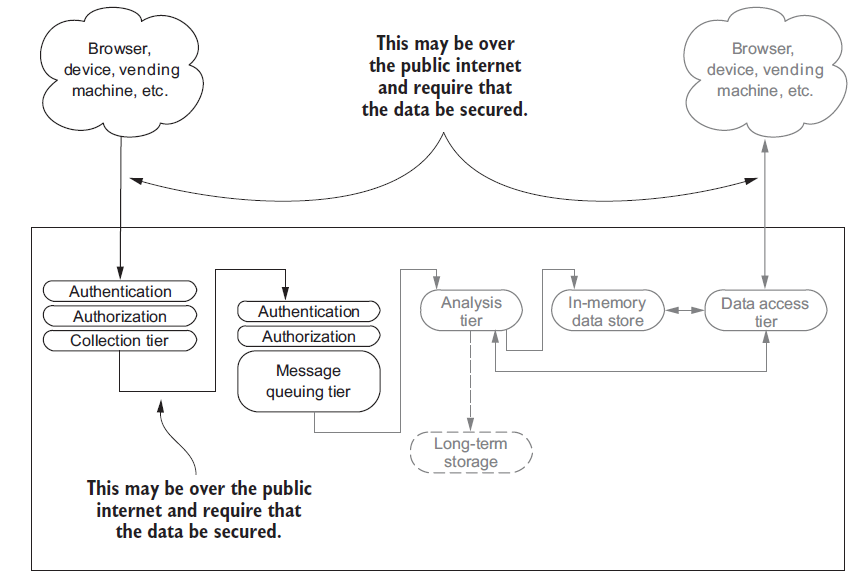 Browser,
device, vending
machine, etc.
This may be over
the public internet
and require that
the data be secured.
Browser,
device, vending
machine, etc.
Authentication
Authorization
Collection tier
Authentication
Authorization
Message
queuing tier
Analysis
tier
In-memory
data store
Data access
tier
Long-term
storage
This may be over the public
internet and require that
the data be secured.